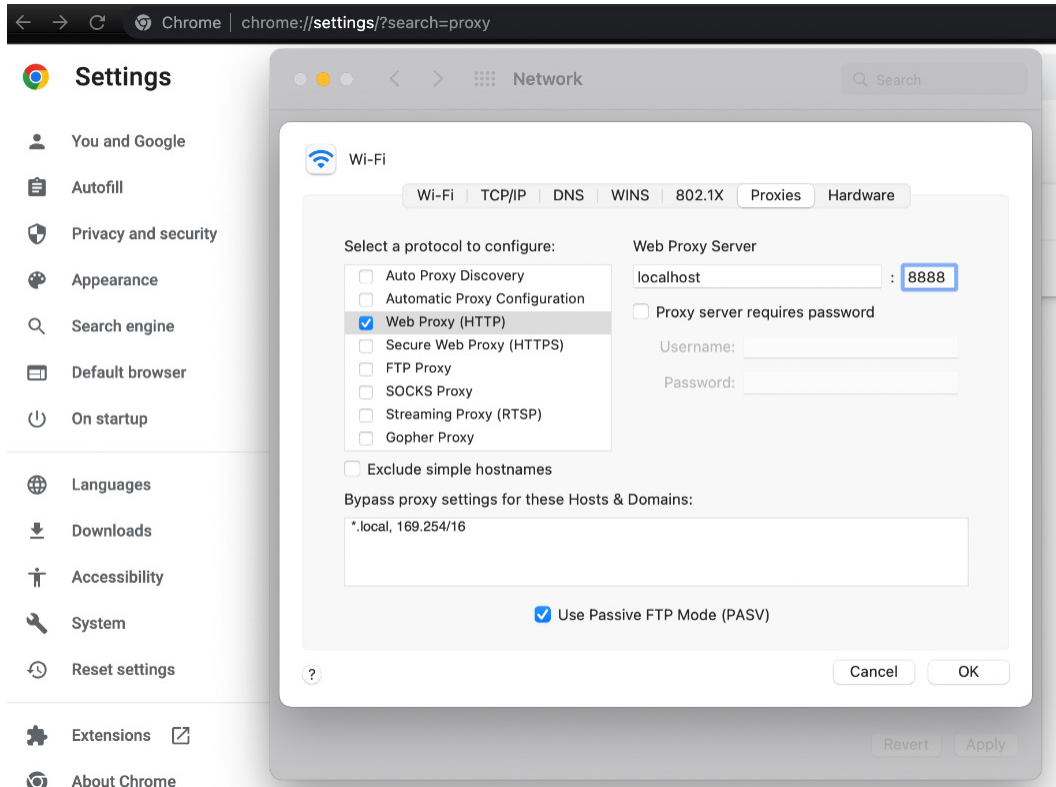 Chrome | chrome://settings/?search=proxy
Settings
You and Google
Autofill
Privacy and security
Appearance
Search engine
Default browser
On startup
Languages
Downloads
Accessibility
System
Reset settings
Extensions
About Chrome
Network
Search
Wi-Fi
Wi-Fi TCP/IP DNS WINS 802.1X Proxies Hardware
Select a protocol to configure:
Auto Proxy Discovery
Automatic Proxy Configuration
Web Proxy (HTTP)
Secure Web Proxy (HTTPS)
FTP Proxy
SOCKS Proxy
Streaming Proxy (RTSP)
Gopher Proxy
Web Proxy Server
localhost : 8888
Proxy server requires password
Username:
Password:
Exclude simple hostnames
Bypass proxy settings for these Hosts & Domains:
*.local, 169.254/16
Use Passive FTP Mode (PASV)
? Cancel OK
Revert Apply